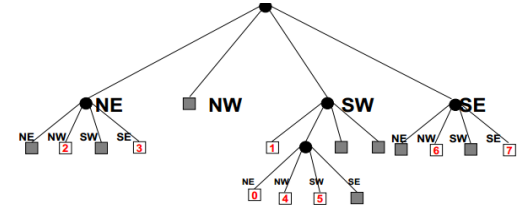 NE NW SW SE
NE NW SW SE NE NW SW SE
2 3 1 6 7
NE NW SW SE
0 4 5